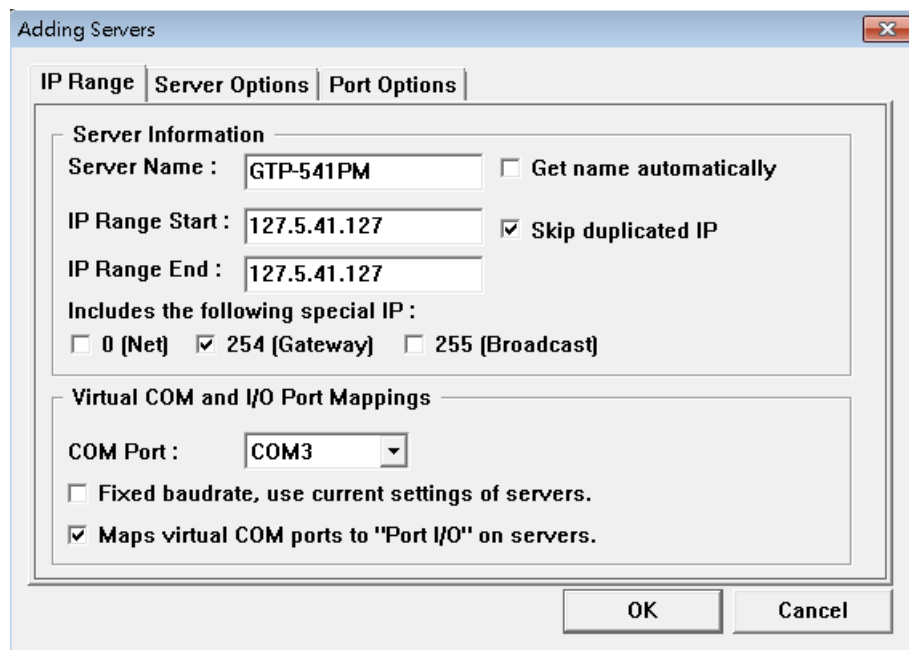 Adding Servers
IP Range Server Options Port Options
Server Information
Server Name : GTP-541PM Get name automatically
IP Range Start : 127.5.41.127 Skip duplicated IP
IP Range End : 127.5.41.127
Includes the following special IP :
0 (Net) 254 (Gateway) 255 (Broadcast)
Virtual COM and I/O Port Mappings
COM Port : COM3
Fixed baudrate, use current settings of servers.
Maps virtual COM ports to "Port I/O" on servers.
OK Cancel